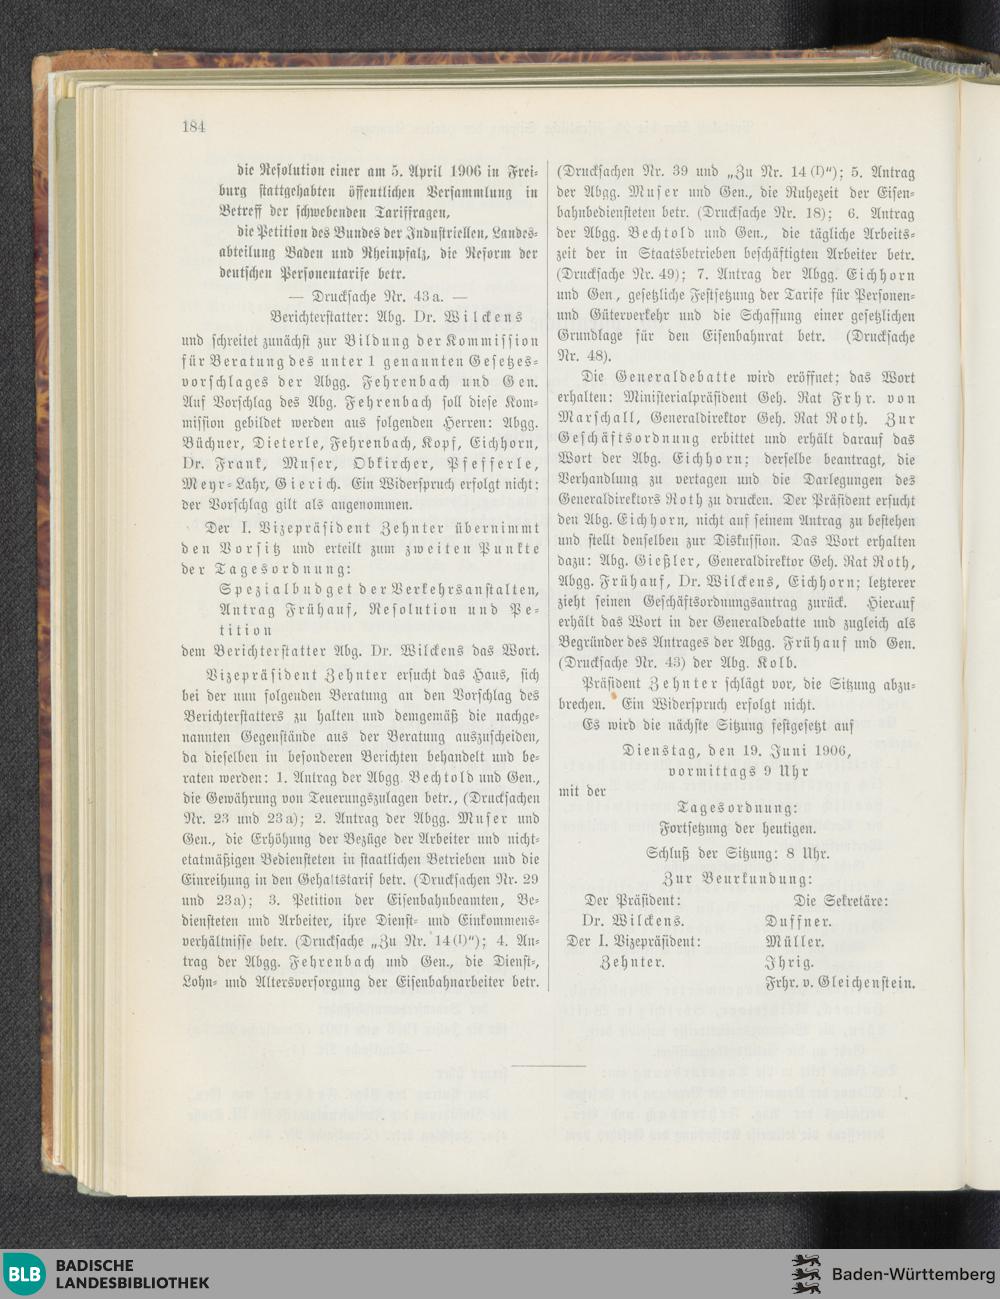 184
die Resolution einer am 5. April 1906 in Frei-
burg stattgehabten öffentlichen Versammlung in
Betreff der schwebenden Tariffragen,
die Petition des Bundes der Industriellen, Landes-
abteilung Baden und Rheinpfalz, die Reform der
deutschen Personentarife betr.
— Drucksache Nr. 43 a. —
Berichterstatter: Abg. Dr. Wilckens
und schreitet zunächst zur Bildung der Kommission
für Beratung des unter 1 genannten Gesetzes-
vorschlages der Abgg. Fehrenbach und Gen.
Auf Vorschlag des Abg. Fehrenbach soll diese Kom-
mission gebildet werden aus folgenden Herren: Abgg.
Büchner, Dieterle, Fehrenbach, Kopf, Eichhorn,
Dr. Frank, Muser, Obkircher, Pfefferle,
Meyr-Lahr, Gierich. Ein Widerspruch erfolgt nicht;
der Vorschlag gilt als angenommen.
Der I. Vizepräsident Zehnter übernimmt
den Vorsitz und erteilt zum zweiten Punkte
der Tagesordnung:
Spezialbudget der Verkehrsanstalten,
Antrag Frühauf, Resolution und Pe-
tition
dem Berichterstatter Abg. Dr. Wilckens das Wort.
Vizepräsident Zehnter ersucht das Haus, sich
bei der nun folgenden Beratung an den Vorschlag des
Berichterstatters zu halten und demgemäß die nachge-
nannten Gegenstände aus der Beratung auszuscheiden,
da dieselben in besonderen Berichten behandelt und be-
raten werden: 1. Antrag der Abgg. Bechtold und Gen.,
die Gewährung von Teuerungszulagen betr., (Drucksachen
Nr. 23 und 23 a); 2. Antrag der Abgg. Muser und
Gen., die Erhöhung der Bezüge der Arbeiter und nicht-
etatmäßigen Bediensteten in staatlichen Betrieben und die
Einreihung in den Gehaltstarif betr. (Drucksachen Nr. 29
und 23 a); 3. Petition der Eisenbahnbeamten, Be-
diensteten und Arbeiter, ihre Dienst- und Einkommens-
verhältnisse betr. (Drucksache „Zu Nr. 14 (I)"); 4. An-
trag der Abgg. Fehrenbach und Gen., die Dienst-,
Lohn- und Altersversorgung der Eisenbahnarbeiter betr.
(Drucksachen Nr. 39 und „Zu Nr. 14 (I)"); 5. Antrag
der Abgg. Muser und Gen., die Ruhezeit der Eisen-
bahnbediensteten betr. (Drucksache Nr. 18); 6. Antrag
der Abgg. Bechtold und Gen., die tägliche Arbeits-
zeit der in Staatsbetrieben beschäftigten Arbeiter betr.
(Drucksache Nr. 49); 7. Antrag der Abgg. Eichhorn
und Gen, gesetzliche Festsetzung der Tarife für Personen-
und Güterverkehr und die Schaffung einer gesetzlichen
Grundlage für den Eisenbahnrat betr. (Drucksache
Nr. 48).
Die Generaldebatte wird eröffnet; das Wort
erhalten: Ministerialpräsident Geh. Rat Frhr. von
Marschall, Generaldirektor Geh. Rat Roth. Zur
Geschäftsordnung erbittet und erhält darauf das
Wort der Abg. Eichhorn; derselbe beantragt, die
Verhandlung zu vertagen und die Darlegungen des
Generaldirektors Roth zu drucken. Der Präsident ersucht
den Abg. Eichhorn, nicht auf seinem Antrag zu bestehen
und stellt denselben zur Diskussion. Das Wort erhalten
dazu: Abg. Gießler, Generaldirektor Geh. Rat Roth,
Abgg. Frühauf, Dr. Wilckens, Eichhorn; letzterer
zieht seinen Geschäftsordnungsantrag zurück. Hierauf
erhält das Wort in der Generaldebatte und zugleich als
Begründer des Antrages der Abgg. Frühauf und Gen.
(Drucksache Nr. 43) der Abg. Kolb.
Präsident Zehnter schlägt vor, die Sitzung abzu-
brechen. Ein Widerspruch erfolgt nicht.
Es wird die nächste Sitzung festgesetzt auf
Dienstag, den 19. Juni 1906,
vormittags 9 Uhr
mit der
Tagesordnung:
Fortsetzung der heutigen.
Schluß der Sitzung: 8 Uhr.
Zur Beurkundung:
Der Präsident: Die Sekretäre:
Dr. Wilckens. Duffner.
Der I. Vizepräsident: Müller.
Zehnter. Ihrig.
Frhr. v. Gleichenstein.
BLB BADISCHE
LANDESBIBLIOTHEK
Baden-Württemberg